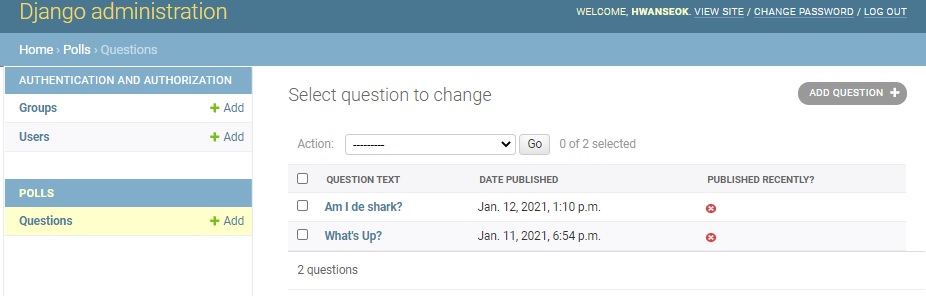 Django administration
WELCOME, HWANSEOK. VIEW SITE / CHANGE PASSWORD / LOG OUT
Home › Polls › Questions
AUTHENTICATION AND AUTHORIZATION
Groups + Add
Users + Add
POLLS
Questions + Add
Select question to change
ADD QUESTION +
Action: --------- Go 0 of 2 selected
QUESTION TEXT DATE PUBLISHED PUBLISHED RECENTLY?
Am I de shark? Jan. 12, 2021, 1:10 p.m.
What's Up? Jan. 11, 2021, 6:54 p.m.
2 questions